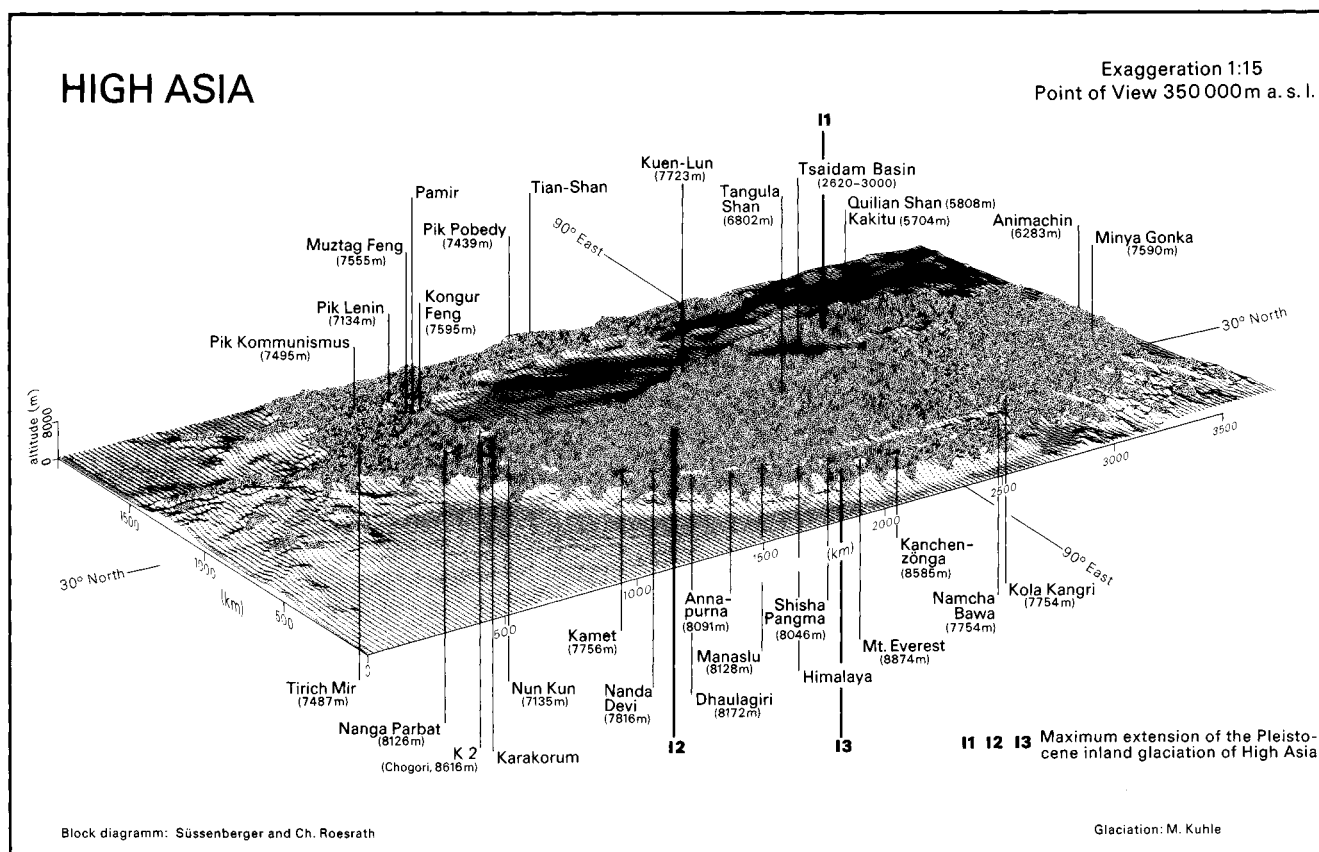 HIGH ASIA
Exaggeration 1:15
Point of View 350 000 m a. s. l.
I1
Kuen-Lun
(7723m)
Tsaidam Basin
(2620-3000)
Pamir
Tian-Shan
Tangula
Shan
(6802m)
Quilian Shan (5808m)
Kakitu (5704m)
Animachin
(6283m)
Minya Gonka
(7590m)
Muztag Feng
(7555m)
Pik Pobedy
(7439m)
90° East
Pik Lenin
(7134m)
Kongur
Feng
(7595m)
Pik Kommunismus
(7495m)
30° North
altitude (m)
8000
0
1500
1000
(km)
500
0
30° North
500
1000
1500
(km)
2000
2500
3000
3500
90° East
Kanchen-
zönga
(8585m)
Kola Kangri
(7754m)
Namcha
Bawa
(7754m)
Anna-
purna
(8091m)
Shisha
Pangma
(8046m)
Kamet
(7756m)
Mt. Everest
(8874m)
Manaslu
(8128m)
Himalaya
Tirich Mir
(7487m)
Nun Kun
(7135m)
Nanda
Devi
(7816m)
Dhaulagiri
(8172m)
Nanga Parbat
(8126m)
K 2
(Chogori, 8616m)
Karakorum
I2
I3
I1 I2 I3 Maximum extension of the Pleisto-
cene inland glaciation of High Asia
Block diagramm: Süssenberger and Ch. Roesrath
Glaciation: M. Kuhle